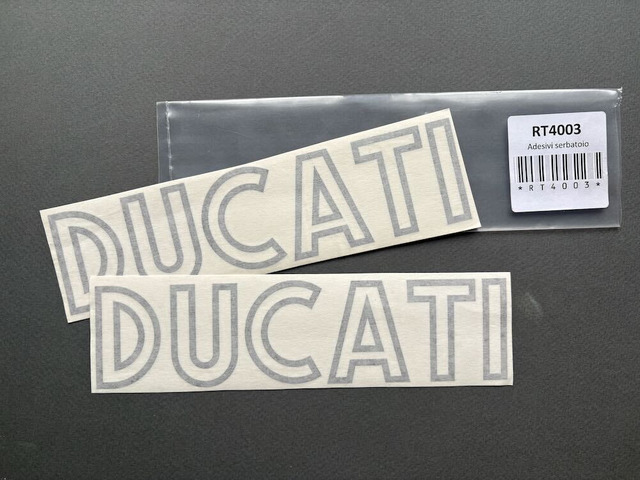 RT4003
Adesivi serbatoio
*RT4003*
DUCATI
DUCATI